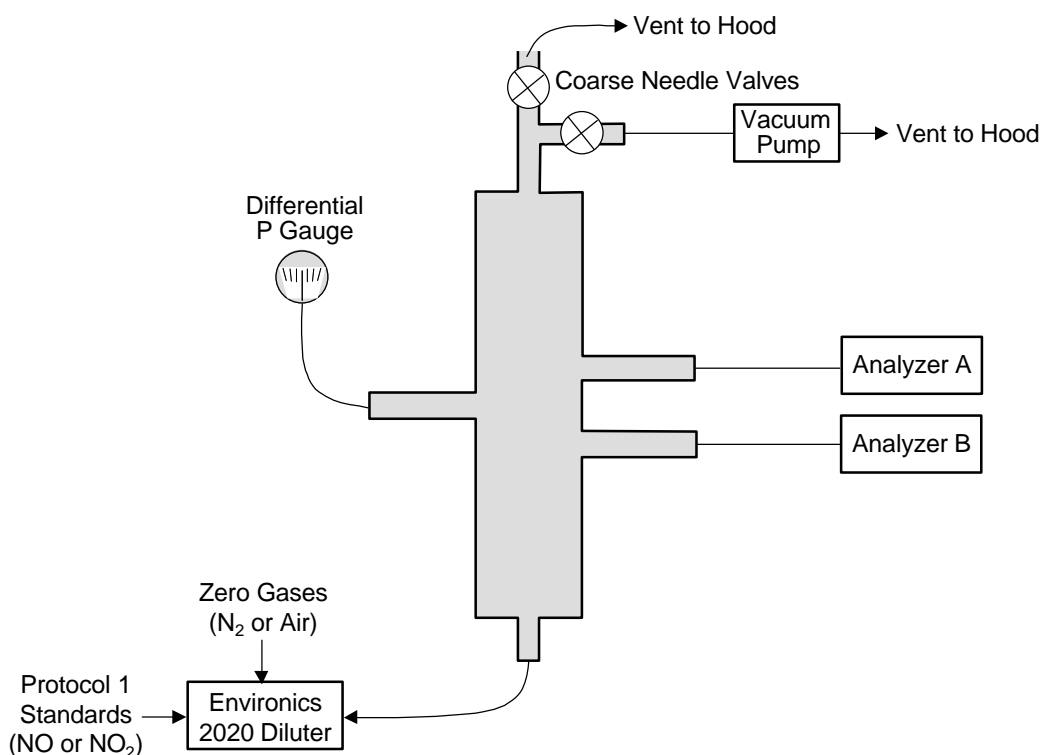 Vent to Hood
Coarse Needle Valves
Vacuum
Pump
Vent to Hood
Differential
P Gauge
Analyzer A
Analyzer B
Zero Gases
(N₂ or Air)
Protocol 1
Standards
(NO or NO₂)
Environics
2020 Diluter